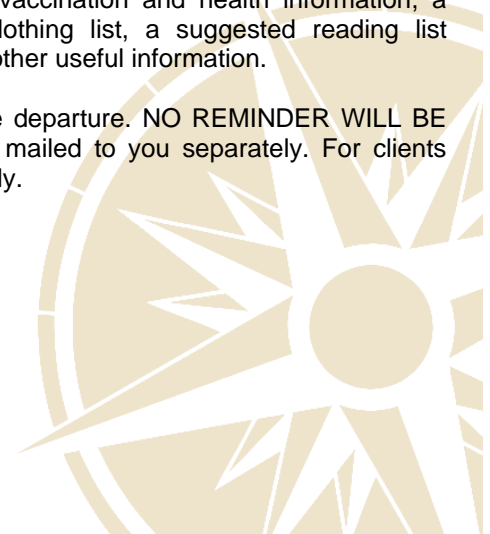 vaccination and health information, a
lothing list, a suggested reading list
other useful information.
e departure. NO REMINDER WILL BE
mailed to you separately. For clients
ly.